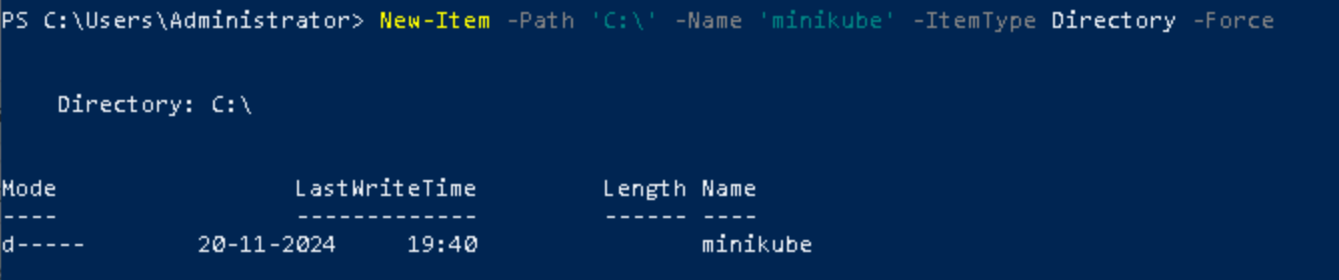 PS C:\Users\Administrator> New-Item -Path 'C:\' -Name 'minikube' -ItemType Directory -Force
Directory: C:\
Mode LastWriteTime Length Name
---- ------------- ------ ----
d----- 20-11-2024 19:40 minikube